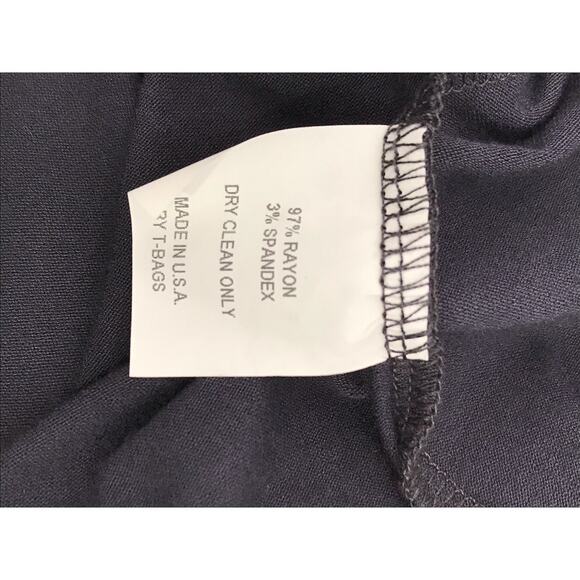 97% RAYON
3% SPANDEX
DRY CLEAN ONLY
MADE IN U.S.A.
T-BAGS